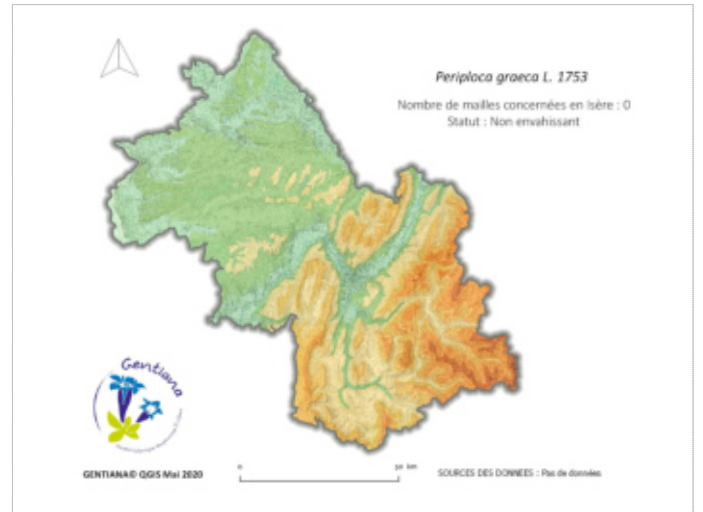 Periploca graeca L. 1753
Nombre de mailles concernées en Isère : 0
Statut : Non envahissant
Gentiana
GENTIANA© QGIS Mai 2020
0
30 km
SOURCES DES DONNEES : Pas de données